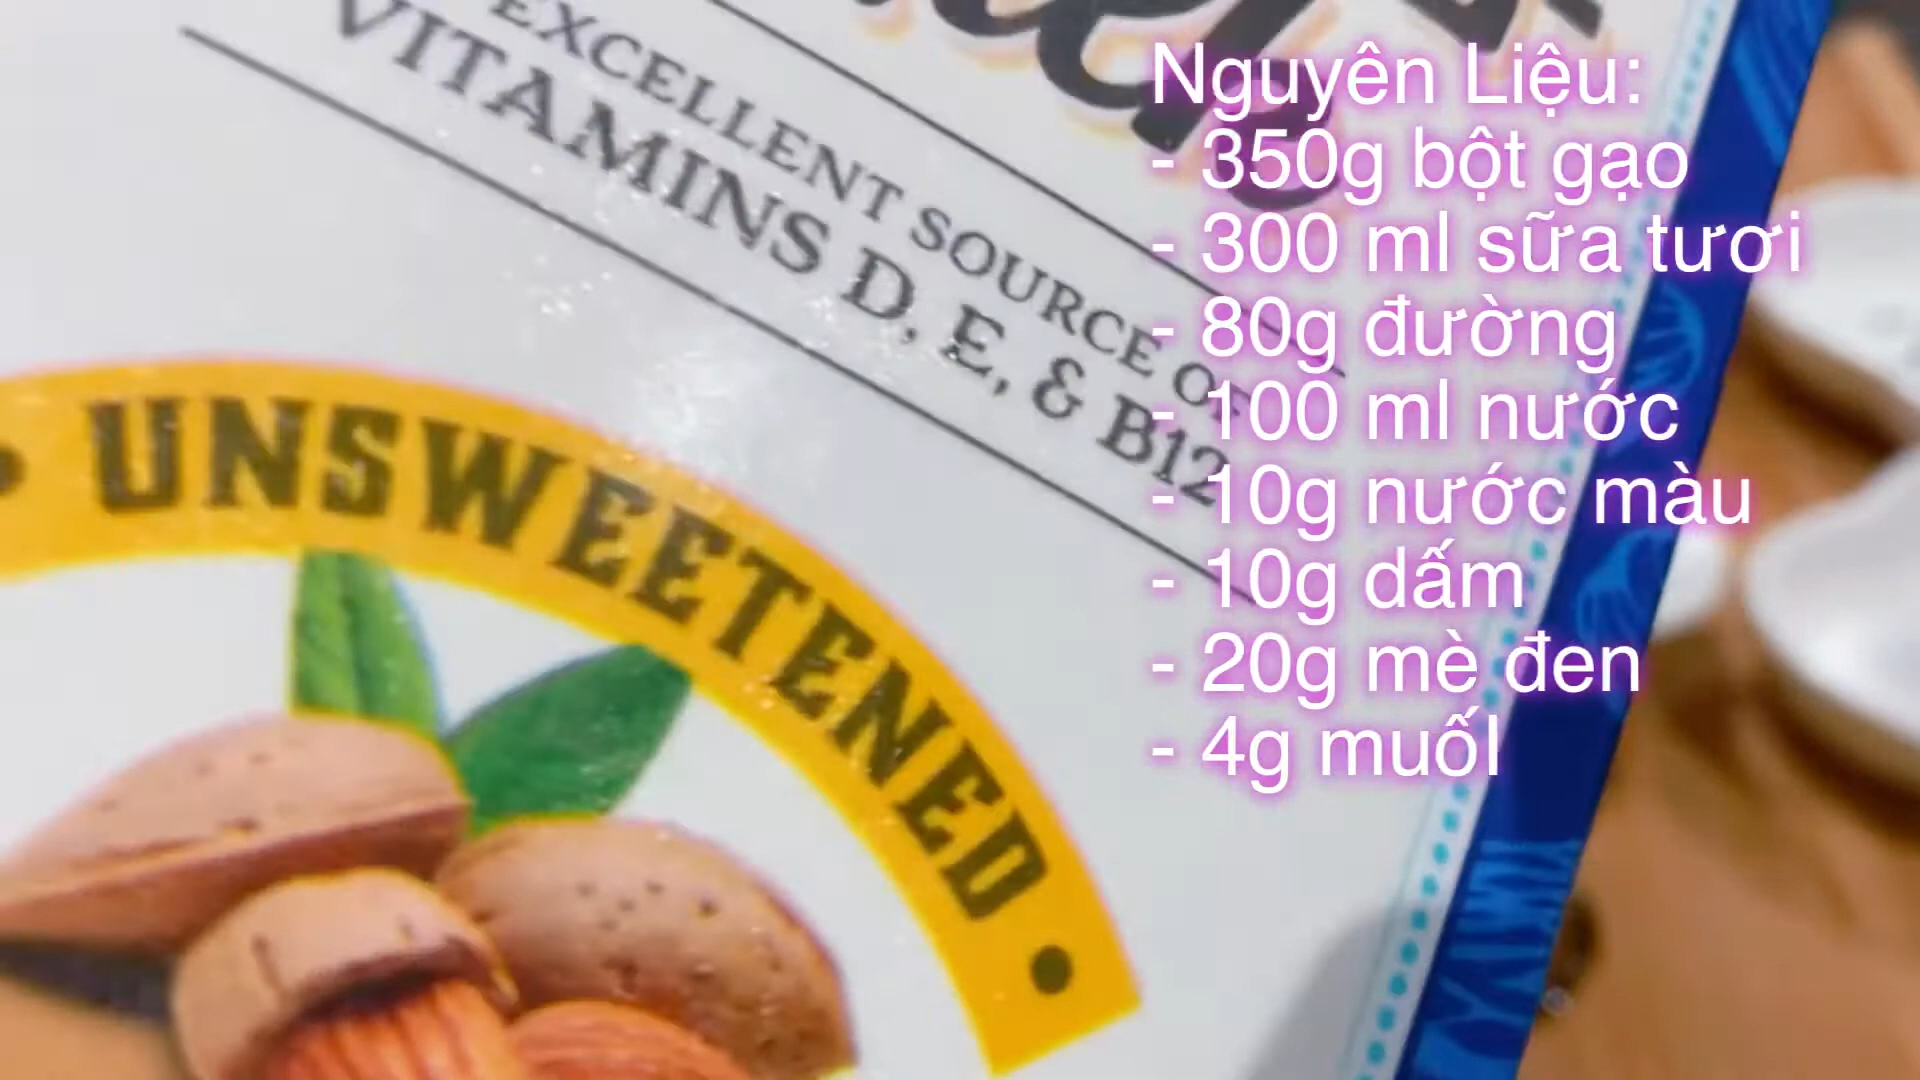 EXCELLENT SOURCE OF
VITAMINS D, E, & B12
UNSWEETENED
Nguyên Liệu:
- 350g bột gạo
- 300 ml sữa tươi
- 80g đường
- 100 ml nước
- 10g nước màu
- 10g dấm
- 20g mè đen
- 4g muốI